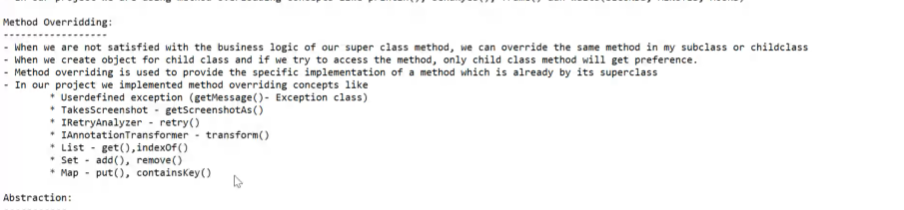 Method Overridding:
-----------------
- When we are not satisfied with the business logic of our super class method, we can override the same method in my subclass or childclass
- When we create object for child class and if we try to access the method, only child class method will get preference.
- Method overriding is used to provide the specific implementation of a method which is already by its superclass
- In our project we implemented method overriding concepts like
* Userdefined exception (getMessage()- Exception class)
* TakesScreenshot - getScreenshotAs()
* IRetryAnalyzer - retry()
* IAnnotationTransformer - transform()
* List - get(),indexOf()
* Set - add(), remove()
* Map - put(), containsKey()
Abstraction: